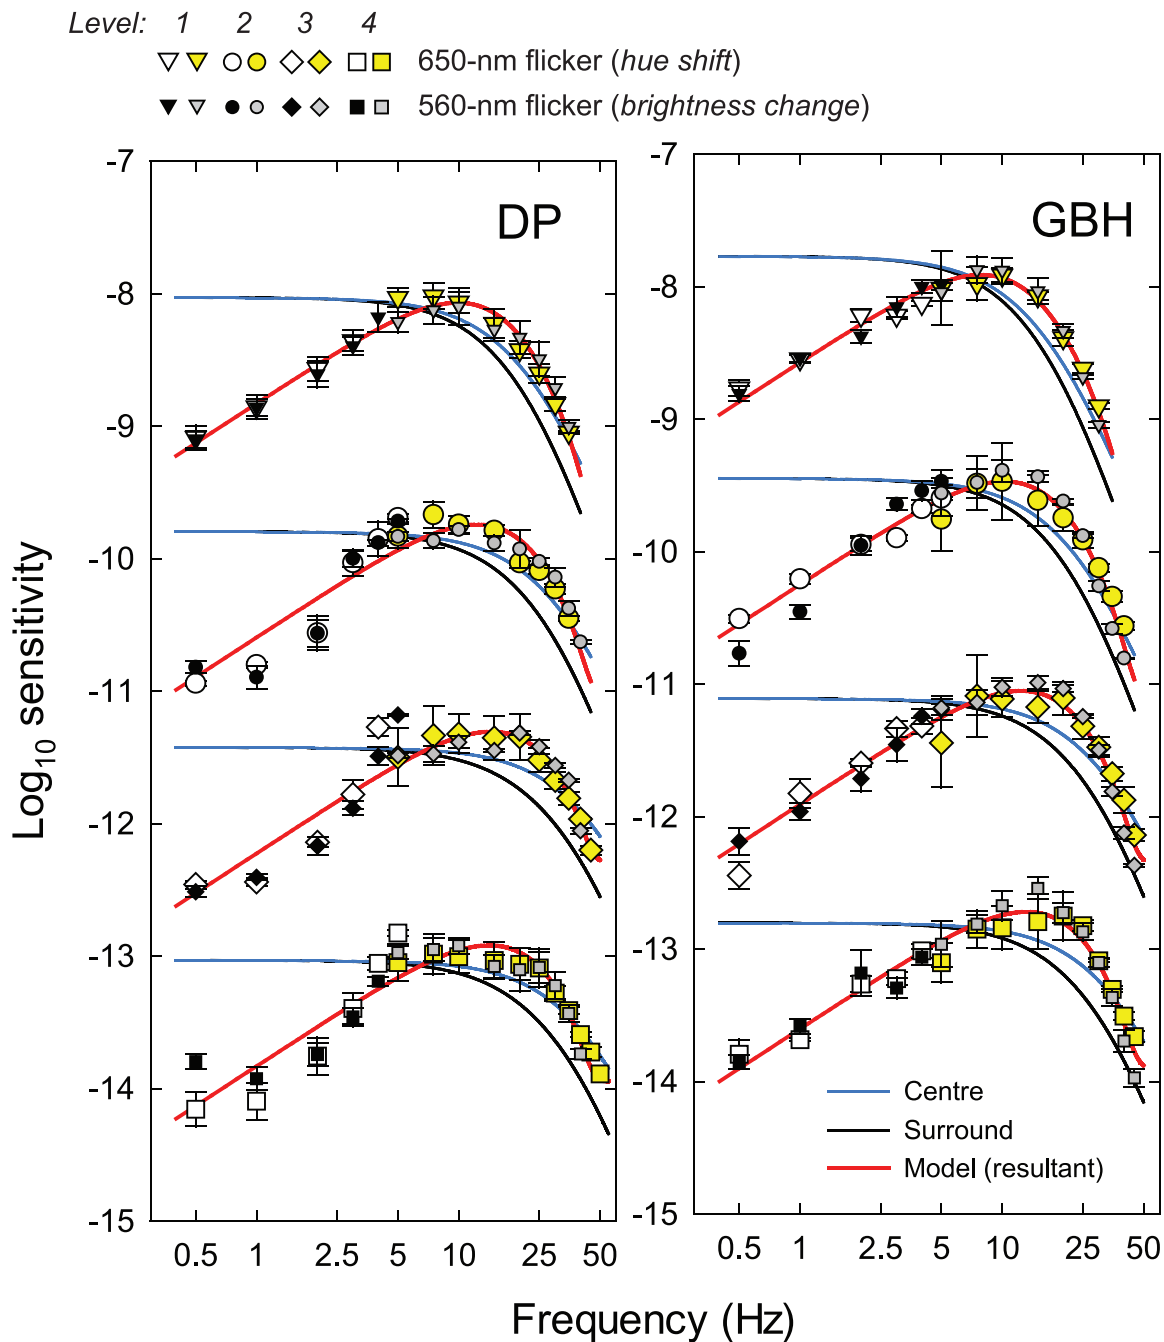 Level: 1 2 3 4
650-nm flicker (hue shift)
560-nm flicker (brightness change)
DP
GBH
-7
-8
-9
-10
-11
-12
-13
-14
-15
-7
-8
-9
-10
-11
-12
-13
-14
-15
Log10 sensitivity
Centre
Surround
Model (resultant)
0.5 1 2.5 5 10 25 50
0.5 1 2.5 5 10 25 50
Frequency (Hz)